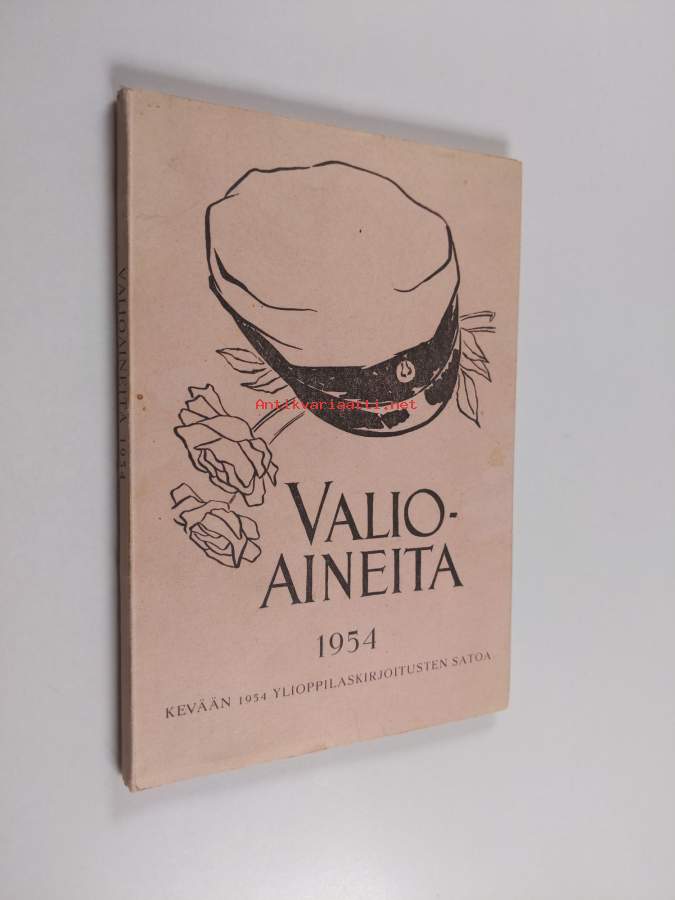 VALIOAINEITA 1954
Antikvariaatti.net
VALIO-
AINEITA
1954
KEVÄÄN 1954 YLIOPPILASKIRJOITUSTEN SATOA